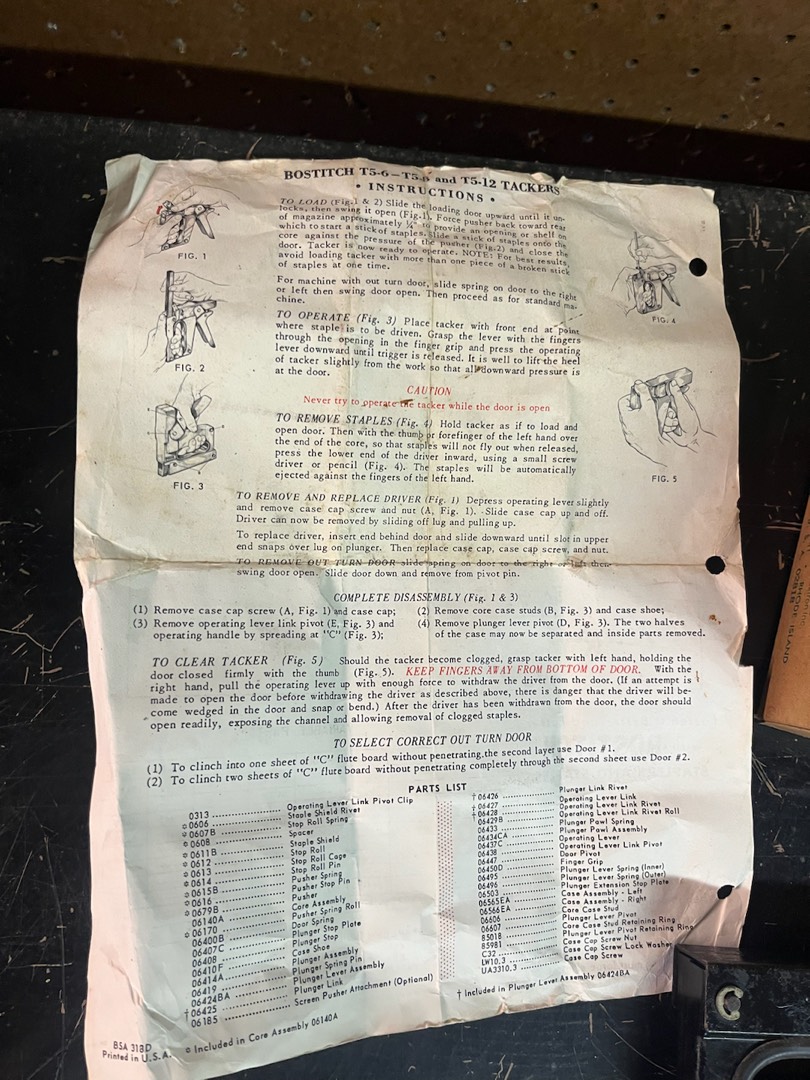 BOSTITCH T5-6—T5-8 and T5-12 TACKERS
• INSTRUCTIONS •
TO LOAD (Fig.1 & 2) Slide the loading door upward until it un-
locks, then swing it open (Fig.1). Force pusher back toward rear
of magazine approximately ¼" to provide an opening or shelf on
which to start a stick of staples. Slide a stick of staples onto the
core against the pressure of the pusher (Fig.2) and close the
door. Tacker is now ready to operate. NOTE: For best results,
avoid loading tacker with more than one piece of a broken stick
of staples at one time.
FIG. 1
For machine with out turn door, slide spring on door to the right
or left then swing door open. Then proceed as for standard ma-
chine.
FIG. 4
TO OPERATE (Fig. 3) Place tacker with front end at point
where staple is to be driven. Grasp the lever with the fingers
through the opening in the finger grip and press the operating
lever downward until trigger is released. It is well to lift the heel
of tacker slightly from the work so that all downward pressure is
at the door.
FIG. 2
CAUTION
Never try to operate the tacker while the door is open
TO REMOVE STAPLES (Fig. 4) Hold tacker as if to load and
open door. Then with the thumb or forefinger of the left hand over
the end of the core, so that staples will not fly out when released,
press the lower end of the driver inward, using a small screw
driver or pencil (Fig. 4). The staples will be automatically
ejected against the fingers of the left hand.
FIG. 3
FIG. 5
TO REMOVE AND REPLACE DRIVER (Fig. 1) Depress operating lever slightly
and remove case cap screw and nut (A, Fig. 1). Slide case cap up and off.
Driver can now be removed by sliding off lug and pulling up.
To replace driver, insert end behind door and slide downward until slot in upper
end snaps over lug on plunger. Then replace case cap, case cap screw, and nut.
TO REMOVE OUT TURN DOOR slide spring on door to the right or left then
swing door open. Slide door down and remove from pivot pin.
COMPLETE DISASSEMBLY (Fig. 1 & 3)
(1) Remove case cap screw (A, Fig. 1) and case cap;
(2) Remove core case studs (B, Fig. 3) and case shoe;
(3) Remove operating lever link pivot (E, Fig. 3) and
operating handle by spreading at "C" (Fig. 3);
(4) Remove plunger lever pivot (D, Fig. 3). The two halves
of the case may now be separated and inside parts removed.
TO CLEAR TACKER (Fig. 5) Should the tacker become clogged, grasp tacker with left hand, holding the
door closed firmly with the thumb (Fig. 5). KEEP FINGERS AWAY FROM BOTTOM OF DOOR. With the
right hand, pull the operating lever up with enough force to withdraw the driver from the door. (If an attempt is
made to open the door before withdrawing the driver as described above, there is danger that the driver will be-
come wedged in the door and snap or bend.) After the driver has been withdrawn from the door, the door should
open readily, exposing the channel and allowing removal of clogged staples.
TO SELECT CORRECT OUT TURN DOOR
(1) To clinch into one sheet of "C" flute board without penetrating the second layer use Door #1.
(2) To clinch two sheets of "C" flute board without penetrating completely through the second sheet use Door #2.
PARTS LIST
0313
¤ 0606
¤ 0607B
¤ 0608
¤ 0611B
¤ 0612
¤ 0613
¤ 0614
¤ 0615B
¤ 0616
¤ 0679B
06140A
¤ 06170
06400B
06407C
06408
06410F
06414A
06419
06424BA
† 06425
06185
Operating Lever Link Pivot Clip
Staple Shield Rivet
Stop Roll Spring
Spacer
Staple Shield
Stop Roll
Stop Roll Cage
Stop Roll Pin
Pusher Spring
Pusher Stop Pin
Pusher
Core Assembly
Pusher Spring Roll
Door Spring
Plunger Stop Plate
Plunger Stop
Case Shoe
Plunger Assembly
Plunger Spring Pin
Plunger Lever Assembly
Plunger Link
Screen Pusher Attachment (Optional)
¤ Included in Core Assembly 06140A
† 06426
† 06427
† 06428
06429B
06433
06434CA
06437C
06438
06447
06450D
06495
06496
06503
06565EA
06566EA
06606
06607
85018
85981
C32
LW10.3
UA3310.3
Plunger Link Rivet
Operating Lever Link
Operating Lever Link Rivet
Operating Lever Link Rivet Roll
Plunger Pawl Spring
Plunger Pawl Assembly
Operating Lever
Operating Lever Link Pivot
Door Pivot
Finger Grip
Plunger Lever Spring (Inner)
Plunger Lever Spring (Outer)
Plunger Extension Stop Plate
Case Assembly - Left
Case Assembly - Right
Core Case Stud
Plunger Lever Pivot
Core Case Stud Retaining Ring
Plunger Lever Pivot Retaining Ring
Case Cap Screw Nut
Case Cap Screw Lock Washer
Case Cap Screw
† Included in Plunger Lever Assembly 06424BA
BSA 318D
Printed in U.S.A.
RHODE ISLAND
02818
C